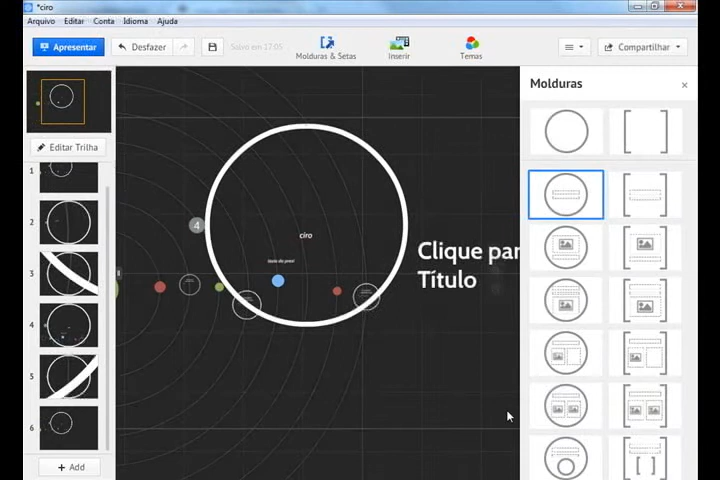 *ciro
Arquivo Editar Conta Idioma Ajuda
Apresentar Desfazer Salvo em 17:05 Molduras & Setas Inserir Temas Compartilhar
Molduras
Editar Trilha
1
2
3
4
5
6
Add
4
ciro
Clique par
Título